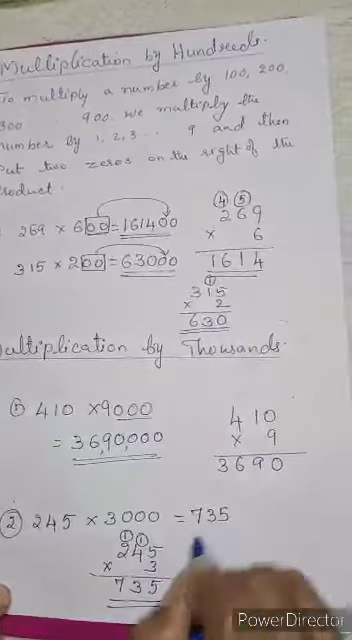 Multiplication by Hundreds.
To multiply a number by 100, 200,
300 900. we multiply the
number by 1, 2, 3... 9 and then
Put two zeros on the right of the
Product.
269 × 600 = 161400
4 5
269
× 6
1614
315 × 200 = 63000
1
315
× 2
630
Multiplication by Thousands.
① 410 × 9000
= 36,90,000
410
× 9
3690
② 245 × 3000 = 735
1 1
245
× 3
735
PowerDirector